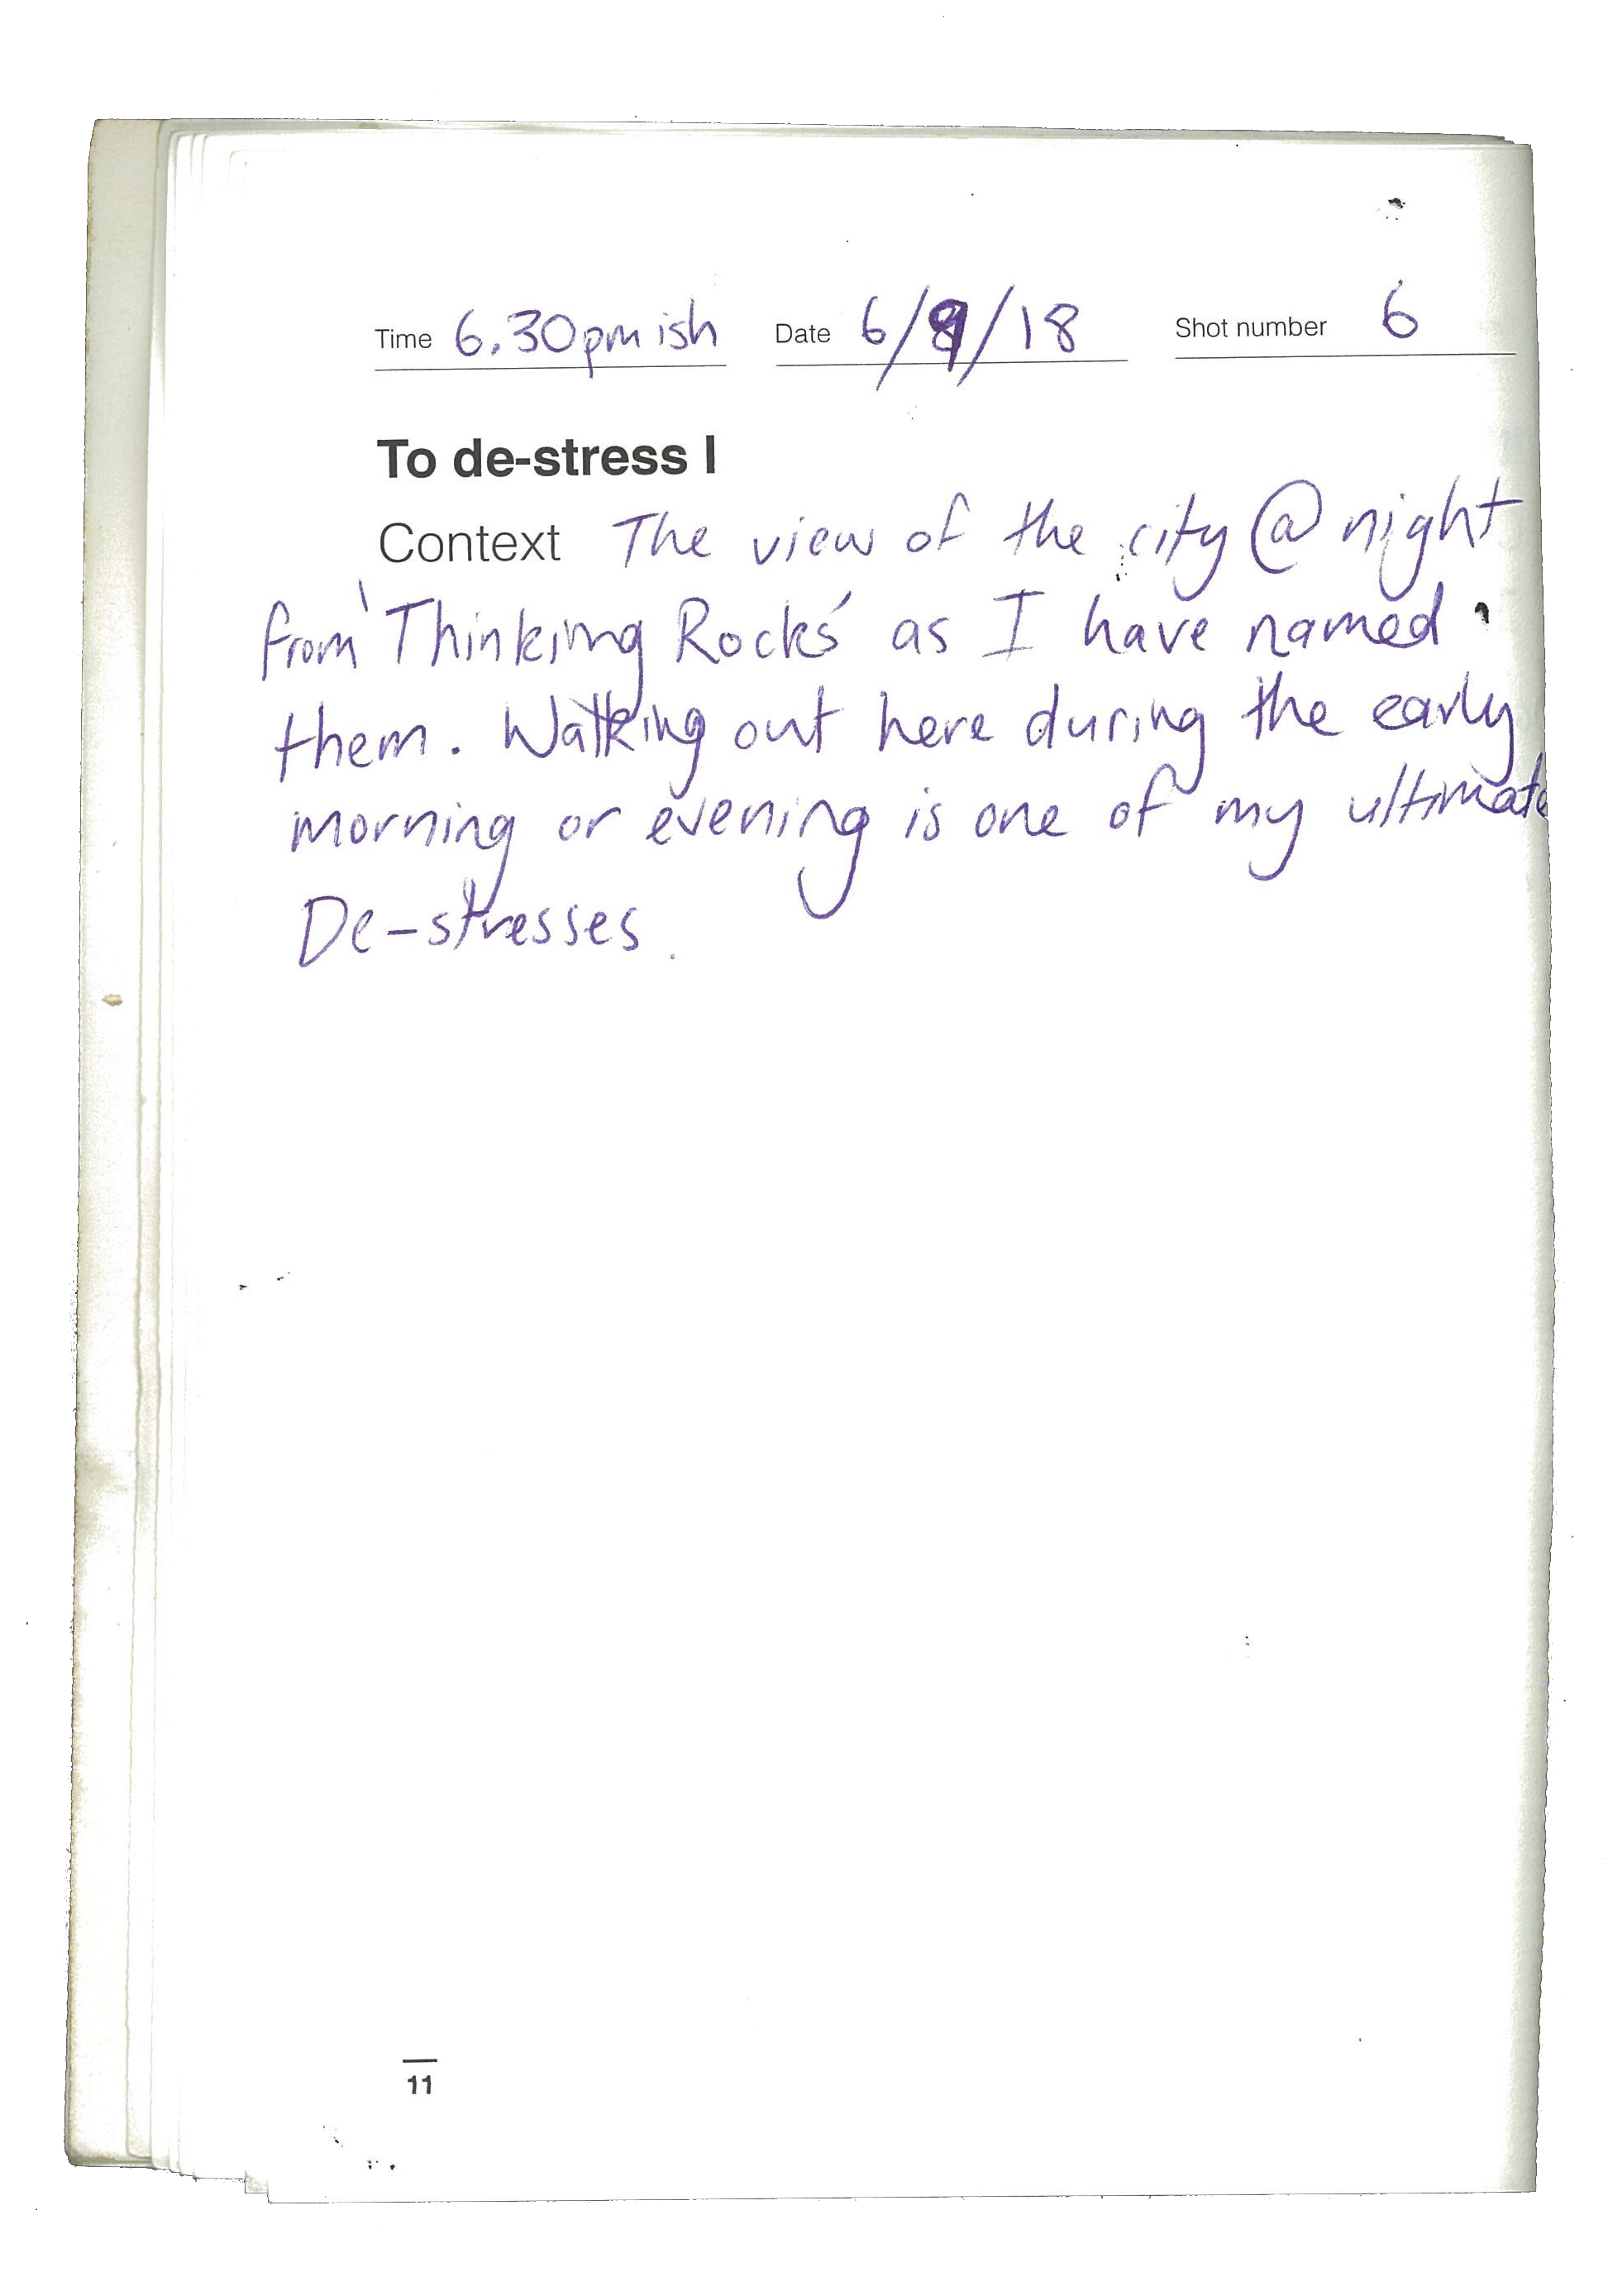 Time 6.30pm ish Date 6/9/18 Shot number 6
To de-stress I
Context The view of the city @ night
from 'Thinking Rocks' as I have named
them. Walking out here during the early
morning or evening is one of my ultimate
De-stresses.
11